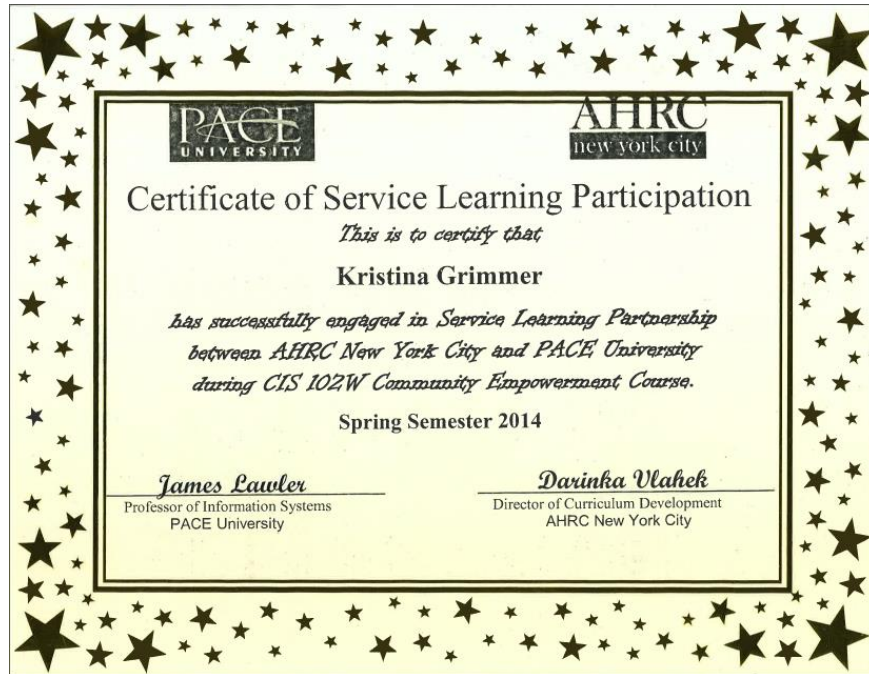 PACE
UNIVERSITY
AHRC
new york city
Certificate of Service Learning Participation
This is to certify that
Kristina Grimmer
has successfully engaged in Service Learning Partnership
between AHRC New York City and PACE University
during CIS 102W Community Empowerment Course.
Spring Semester 2014
James Lawler
Professor of Information Systems
PACE University
Darinka Vlahek
Director of Curriculum Development
AHRC New York City